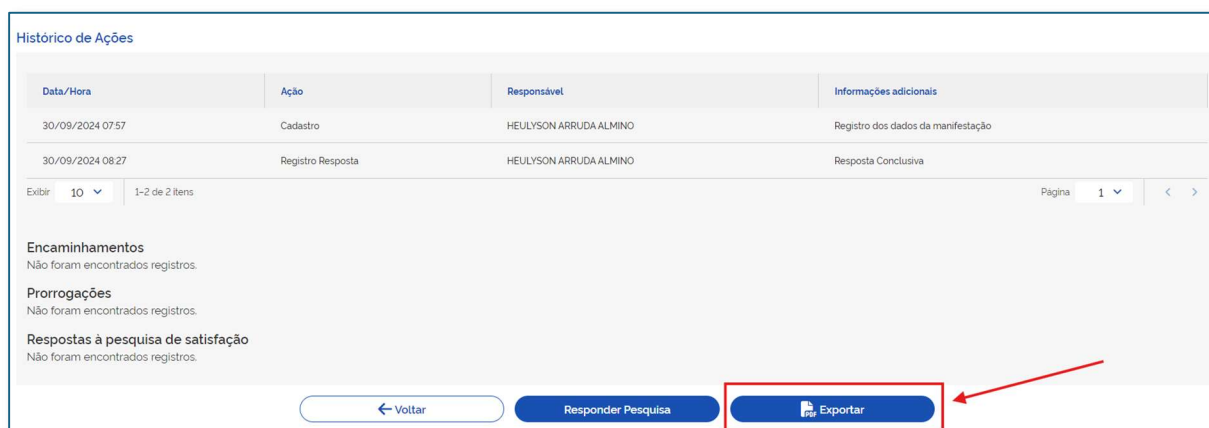 Histórico de Ações
Data/Hora Ação Responsável Informações adicionais
30/09/2024 07:57 Cadastro HEULYSON ARRUDA ALMINO Registro dos dados da manifestação
30/09/2024 08:27 Registro Resposta HEULYSON ARRUDA ALMINO Resposta Conclusiva
Exibir 10 1-2 de 2 itens Página 1
Encaminhamentos
Não foram encontrados registros.
Prorrogações
Não foram encontrados registros.
Respostas à pesquisa de satisfação
Não foram encontrados registros.
Voltar Responder Pesquisa PDF Exportar